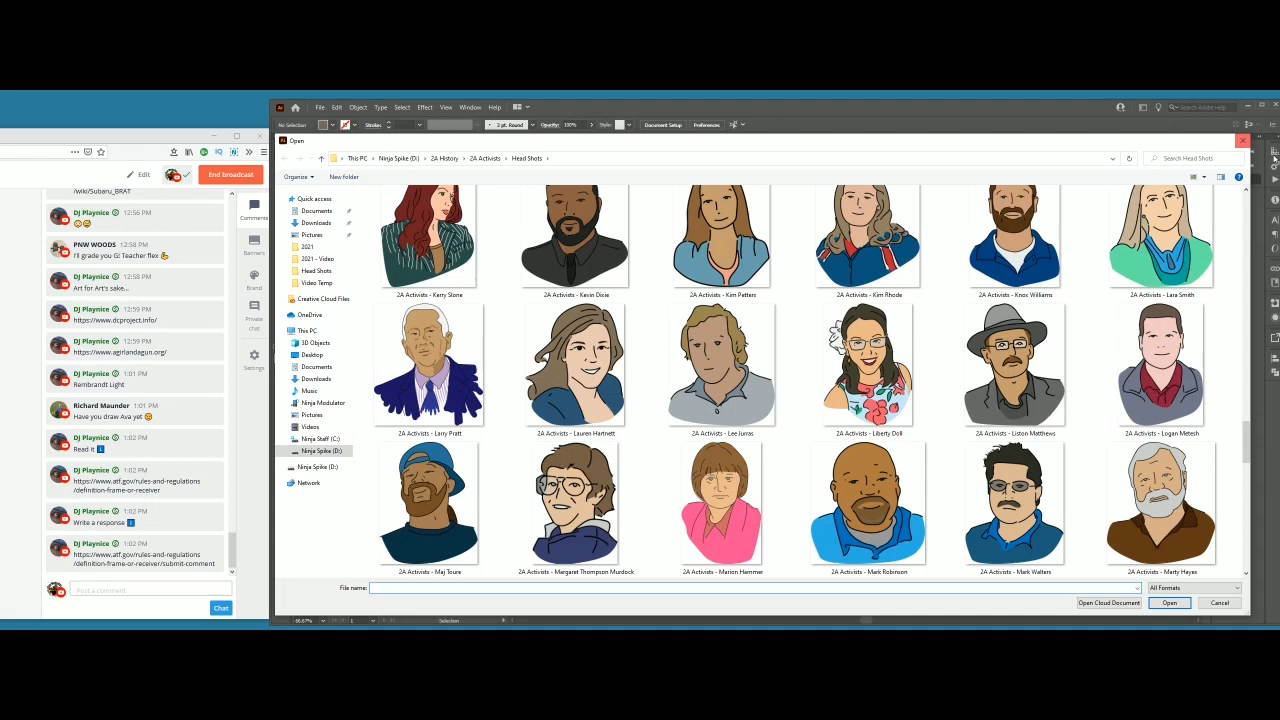 Edit
End broadcast
/wiki/Subaru_BRAT
DJ Playnice 12:56 PM
PNW WOODS 12:58 PM
I'll grade you G! Teacher flex
DJ Playnice 12:58 PM
Art for Art's sake...
DJ Playnice 12:59 PM
https://www.dcproject.info/
DJ Playnice 12:59 PM
https://www.agirlandagun.org/
DJ Playnice 1:01 PM
Rembrandt Light
Richard Maunder 1:01 PM
Have you draw Ava yet
DJ Playnice 1:02 PM
Read it
DJ Playnice 1:02 PM
https://www.atf.gov/rules-and-regulations
/definition-frame-or-receiver
DJ Playnice 1:02 PM
Write a response
DJ Playnice 1:02 PM
https://www.atf.gov/rules-and-regulations
/definition-frame-or-receiver/submit-comment
Post a comment
Chat
Comments
Banners
Brand
Private
chat
Settings
Ai File Edit Object Type Select Effect View Window Help
Search Adobe Help
No Selection Stroke: 3 pt. Round Opacity: 100% Style: Document Setup Preferences
Open
This PC Ninja Spike (D:) 2A History 2A Activists Head Shots
Search Head Shots
Organize New folder
Quick access
Documents
Downloads
Pictures
2021
2021 - Video
Head Shots
Video Temp
Creative Cloud Files
OneDrive
This PC
3D Objects
Desktop
Documents
Downloads
Music
Ninja Modulator
Pictures
Videos
Ninja Staff (C:)
Ninja Spike (D:)
Ninja Spike (D:)
Network
2A Activists - Kerry Slone 2A Activists - Kevin Dixie 2A Activists - Kim Petters 2A Activists - Kim Rhode 2A Activists - Knox Williams 2A Activists - Lara Smith
2A Activists - Larry Pratt 2A Activists - Lauren Hartnett 2A Activists - Lee Jurras 2A Activists - Liberty Doll 2A Activists - Liston Matthews 2A Activists - Logan Metesh
2A Activists - Maj Toure 2A Activists - Margaret Thompson Murdock 2A Activists - Marion Hammer 2A Activists - Mark Robinson 2A Activists - Mark Walters 2A Activists - Marty Hayes
File name: All Formats
Open Cloud Document Open Cancel
66.67% 1 Selection